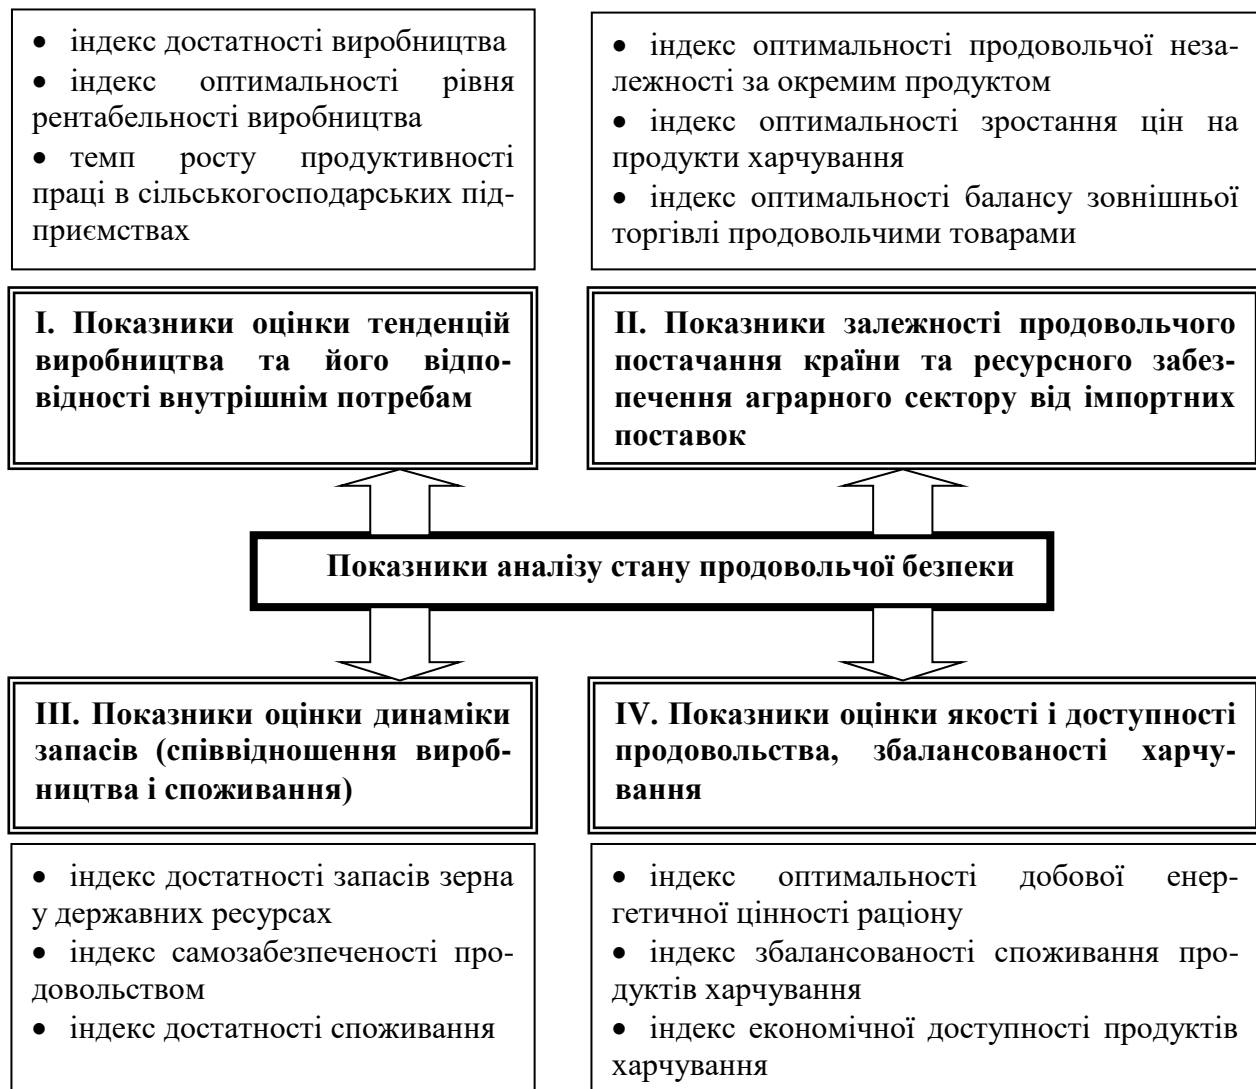 • індекс достатності виробництва
• індекс оптимальності рівня
рентабельності виробництва
• темп росту продуктивності
праці в сільськогосподарських під-
приємствах
• індекс оптимальності продовольчої неза-
лежності за окремим продуктом
• індекс оптимальності зростання цін на
продукти харчування
• індекс оптимальності балансу зовнішньої
торгівлі продовольчими товарами
І. Показники оцінки тенденцій
виробництва та його відпо-
відності внутрішнім потребам
ІІ. Показники залежності продовольчого
постачання країни та ресурсного забез-
печення аграрного сектору від імпортних
поставок
Показники аналізу стану продовольчої безпеки
ІІІ. Показники оцінки динаміки
запасів (співвідношення вироб-
ництва і споживання)
IV. Показники оцінки якості і доступності
продовольства, збалансованості харчу-
вання
• індекс достатності запасів зерна
у державних ресурсах
• індекс самозабезпеченості про-
довольством
• індекс достатності споживання
• індекс оптимальності добової енер-
гетичної цінності раціону
• індекс збалансованості споживання про-
дуктів харчування
• індекс економічної доступності продуктів
харчування